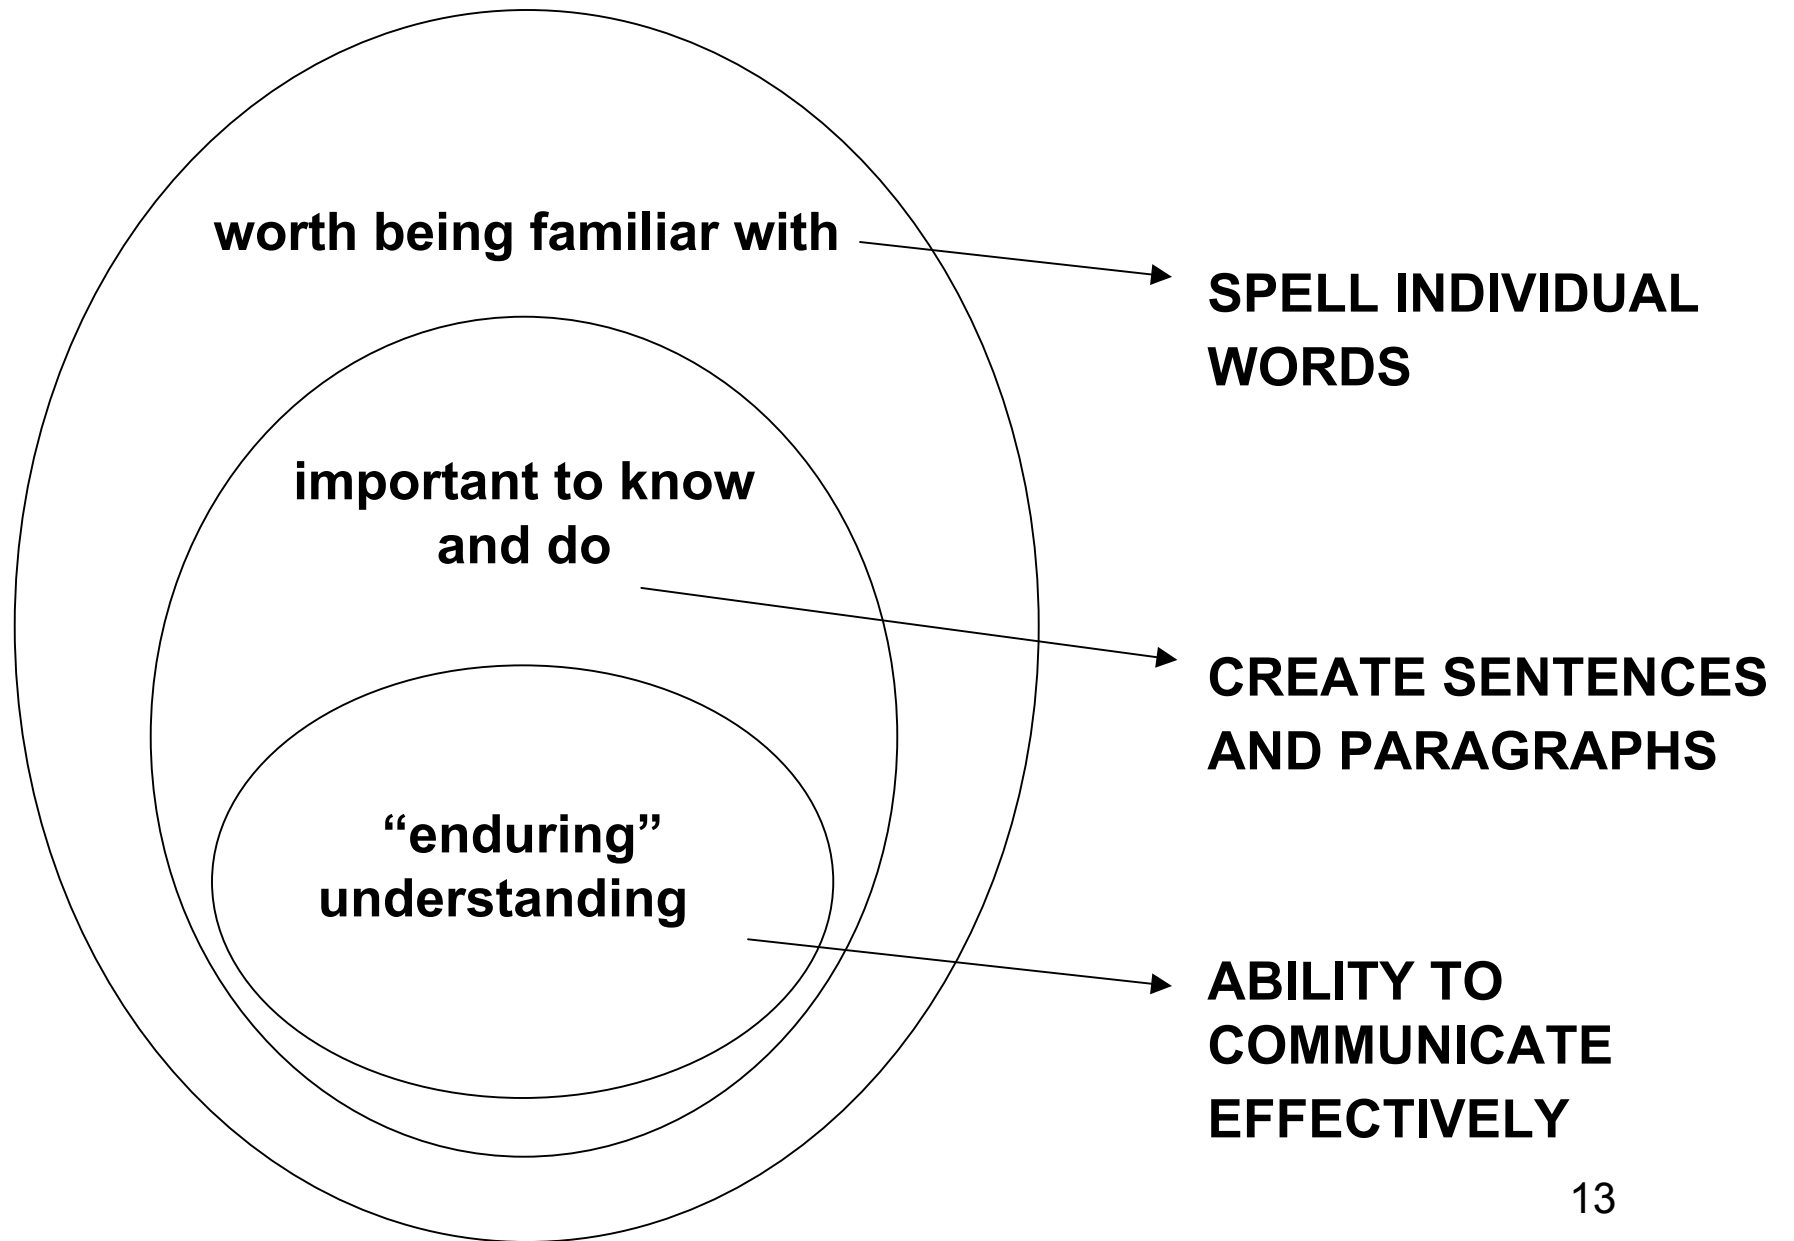 worth being familiar with
SPELL INDIVIDUAL
WORDS
important to know
and do
CREATE SENTENCES
AND PARAGRAPHS
“enduring”
understanding
ABILITY TO
COMMUNICATE
EFFECTIVELY
13